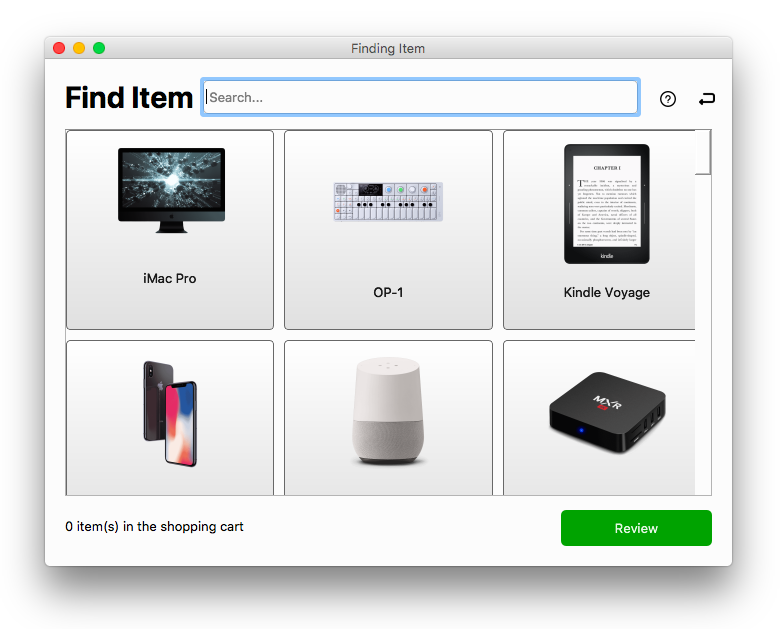 Finding Item
Find Item
Search...
iMac Pro
OP-1
CHAPTER I
kindle
Kindle Voyage
MXR
0 item(s) in the shopping cart
Review